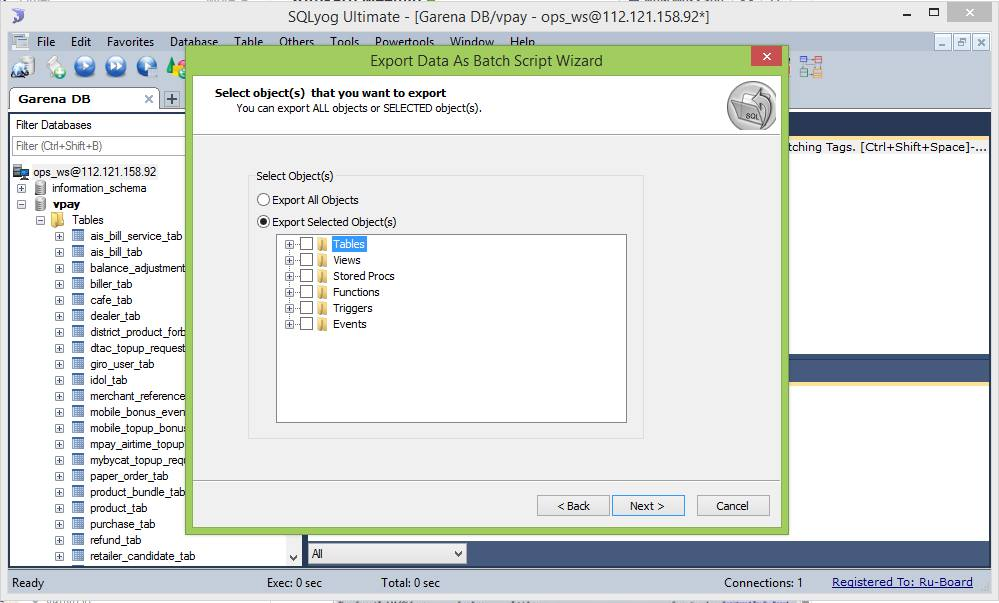 SQLyog Ultimate - [Garena DB/vpay - ops_ws@112.121.158.92*]
File Edit Favorites Database Table Others Tools Powertools Window Help
Export Data As Batch Script Wizard
Garena DB
Filter Databases
Filter (Ctrl+Shift+B)
ops_ws@112.121.158.92
information_schema
vpay
Tables
ais_bill_service_tab
ais_bill_tab
balance_adjustment
biller_tab
cafe_tab
dealer_tab
district_product_forb
dtac_topup_request
giro_user_tab
idol_tab
merchant_reference
mobile_bonus_even
mobile_topup_bonus
mpay_airtime_topup
mybycat_topup_requ
paper_order_tab
product_bundle_tab
product_tab
purchase_tab
refund_tab
retailer_candidate_tab
Select object(s) that you want to export
You can export ALL objects or SELECTED object(s).
SQL
Select Object(s)
Export All Objects
Export Selected Object(s)
Tables
Views
Stored Procs
Functions
Triggers
Events
< Back
Next >
Cancel
tching Tags. [Ctrl+Shift+Space]-...
All
Ready
Exec: 0 sec
Total: 0 sec
Connections: 1
Registered To: Ru-Board